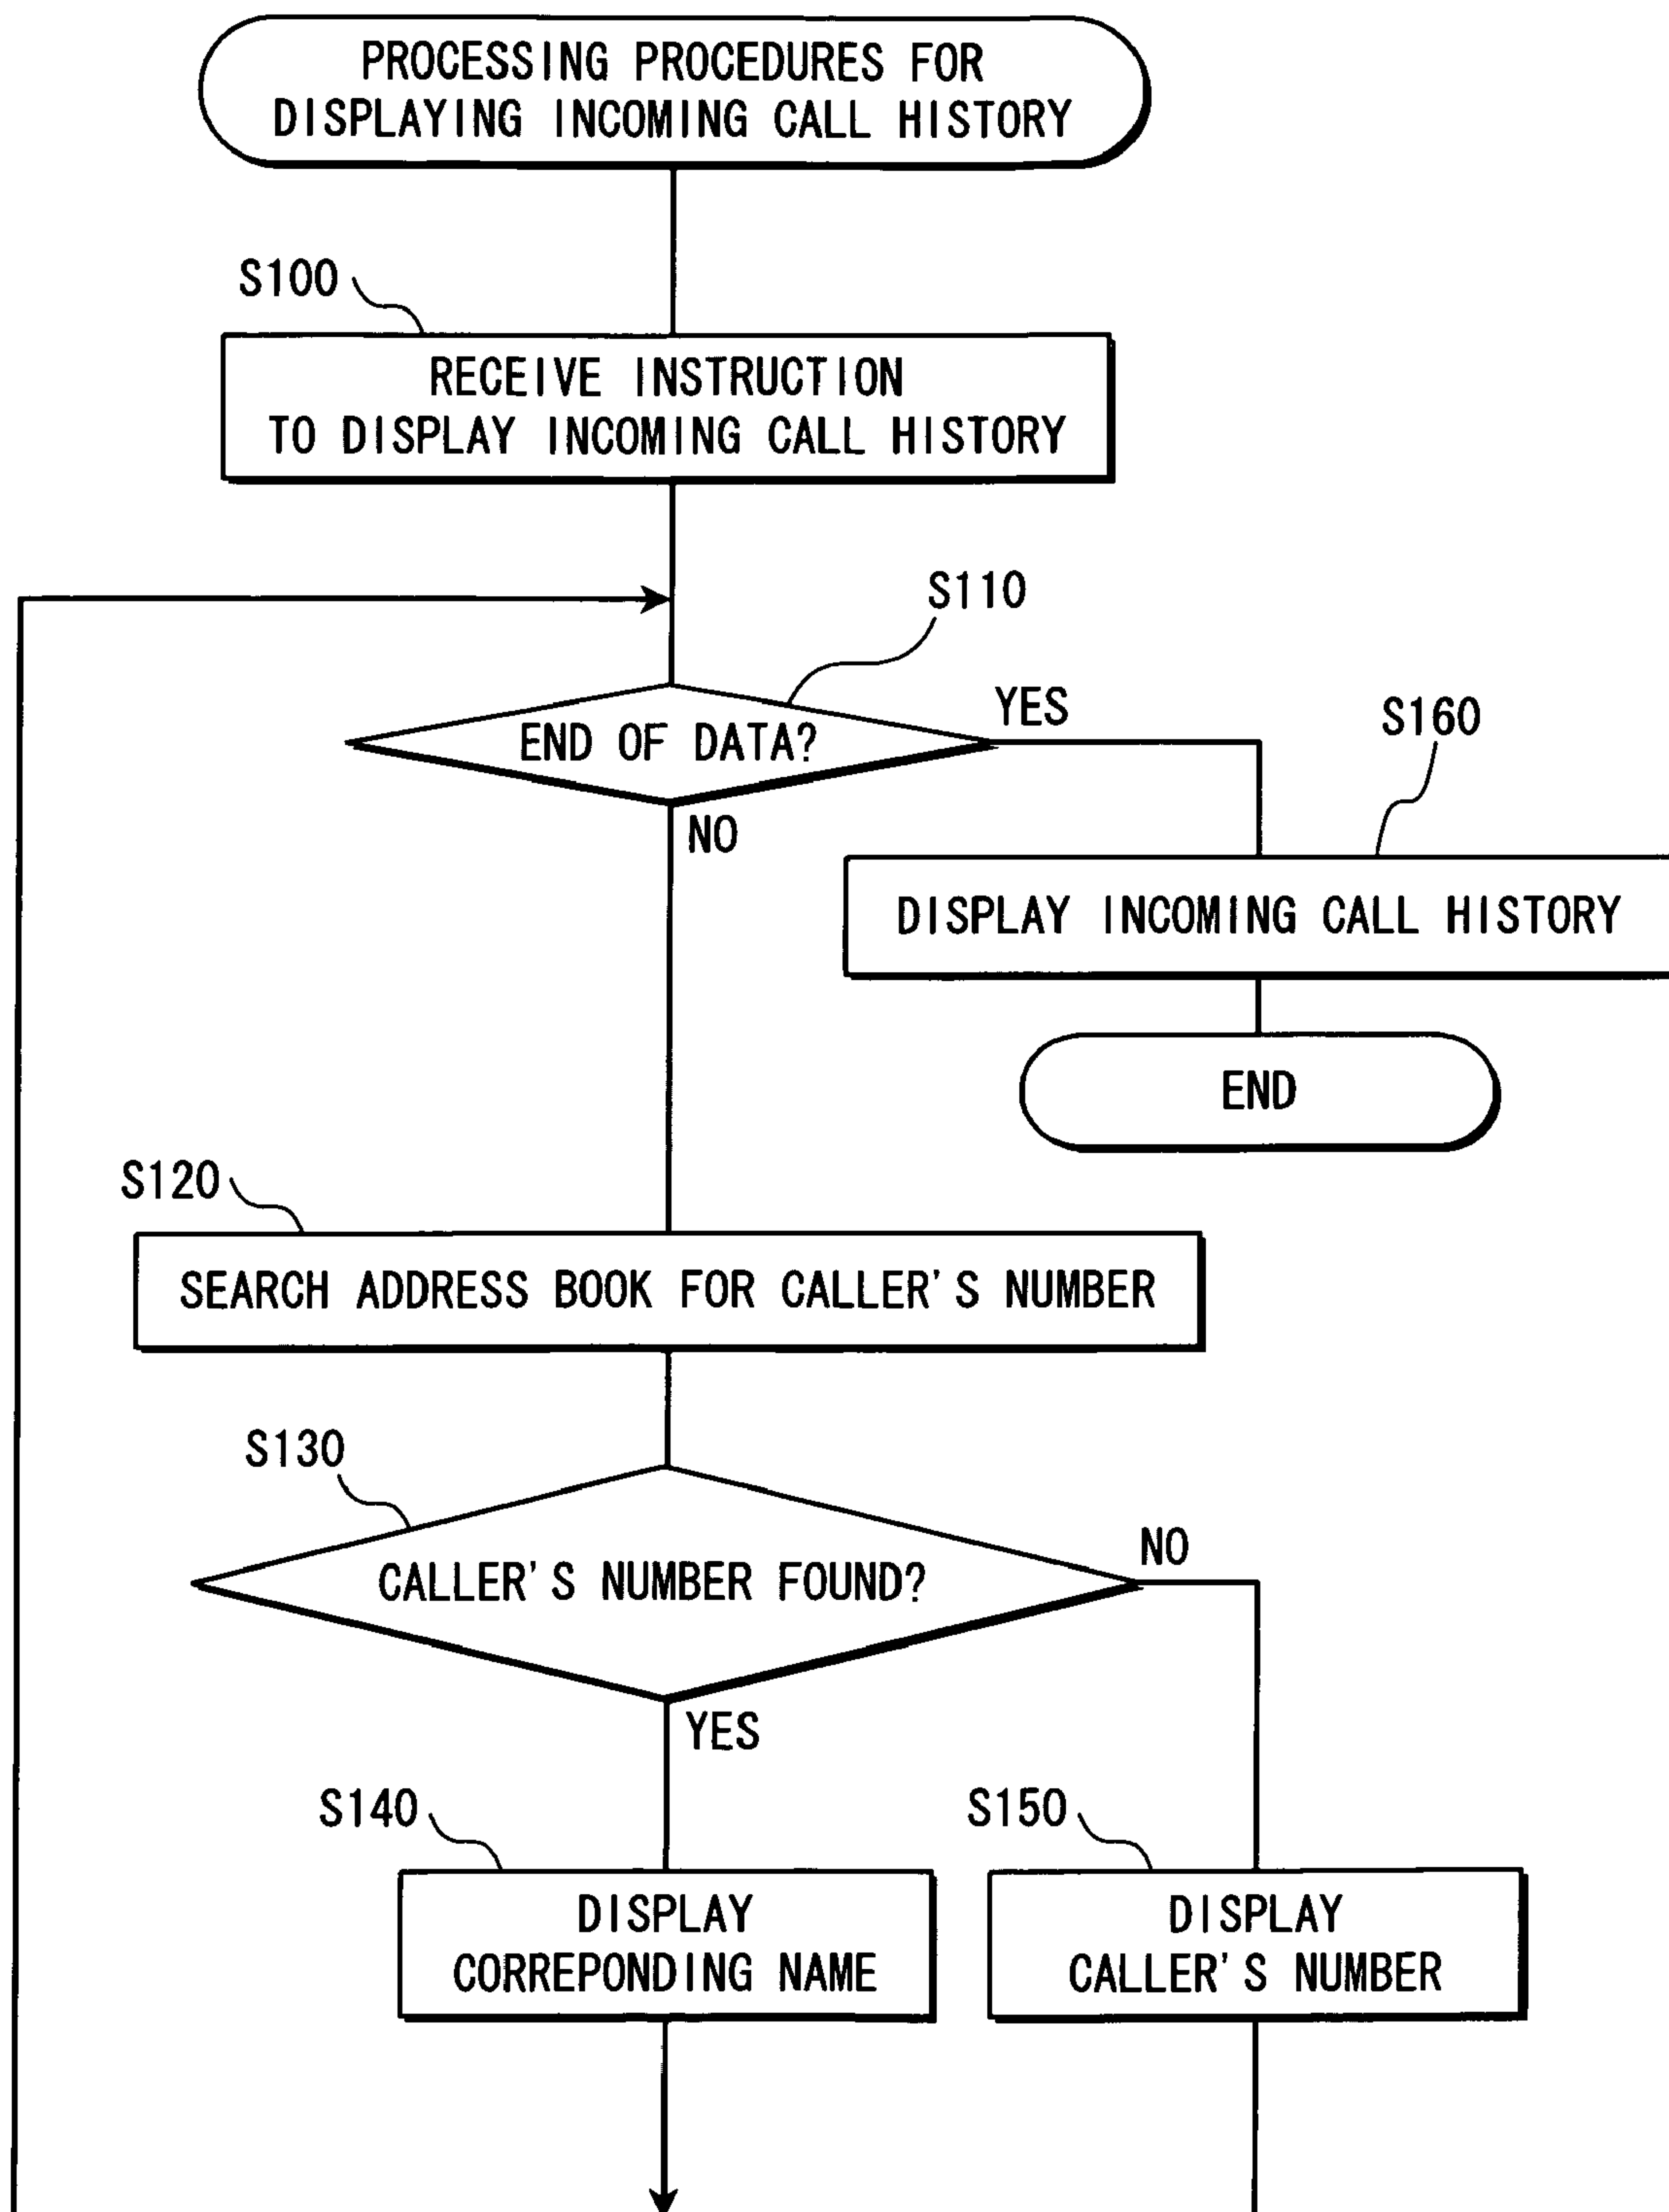 PROCESSING PROCEDURES FOR
DISPLAYING INCOMING CALL HISTORY
S100
RECEIVE INSTRUCTION
TO DISPLAY INCOMING CALL HISTORY
S110
END OF DATA?
YES
S160
NO
DISPLAY INCOMING CALL HISTORY
END
S120
SEARCH ADDRESS BOOK FOR CALLER'S NUMBER
S130
CALLER'S NUMBER FOUND?
NO
YES
S140
S150
DISPLAY
CORREPONDING NAME
DISPLAY
CALLER'S NUMBER